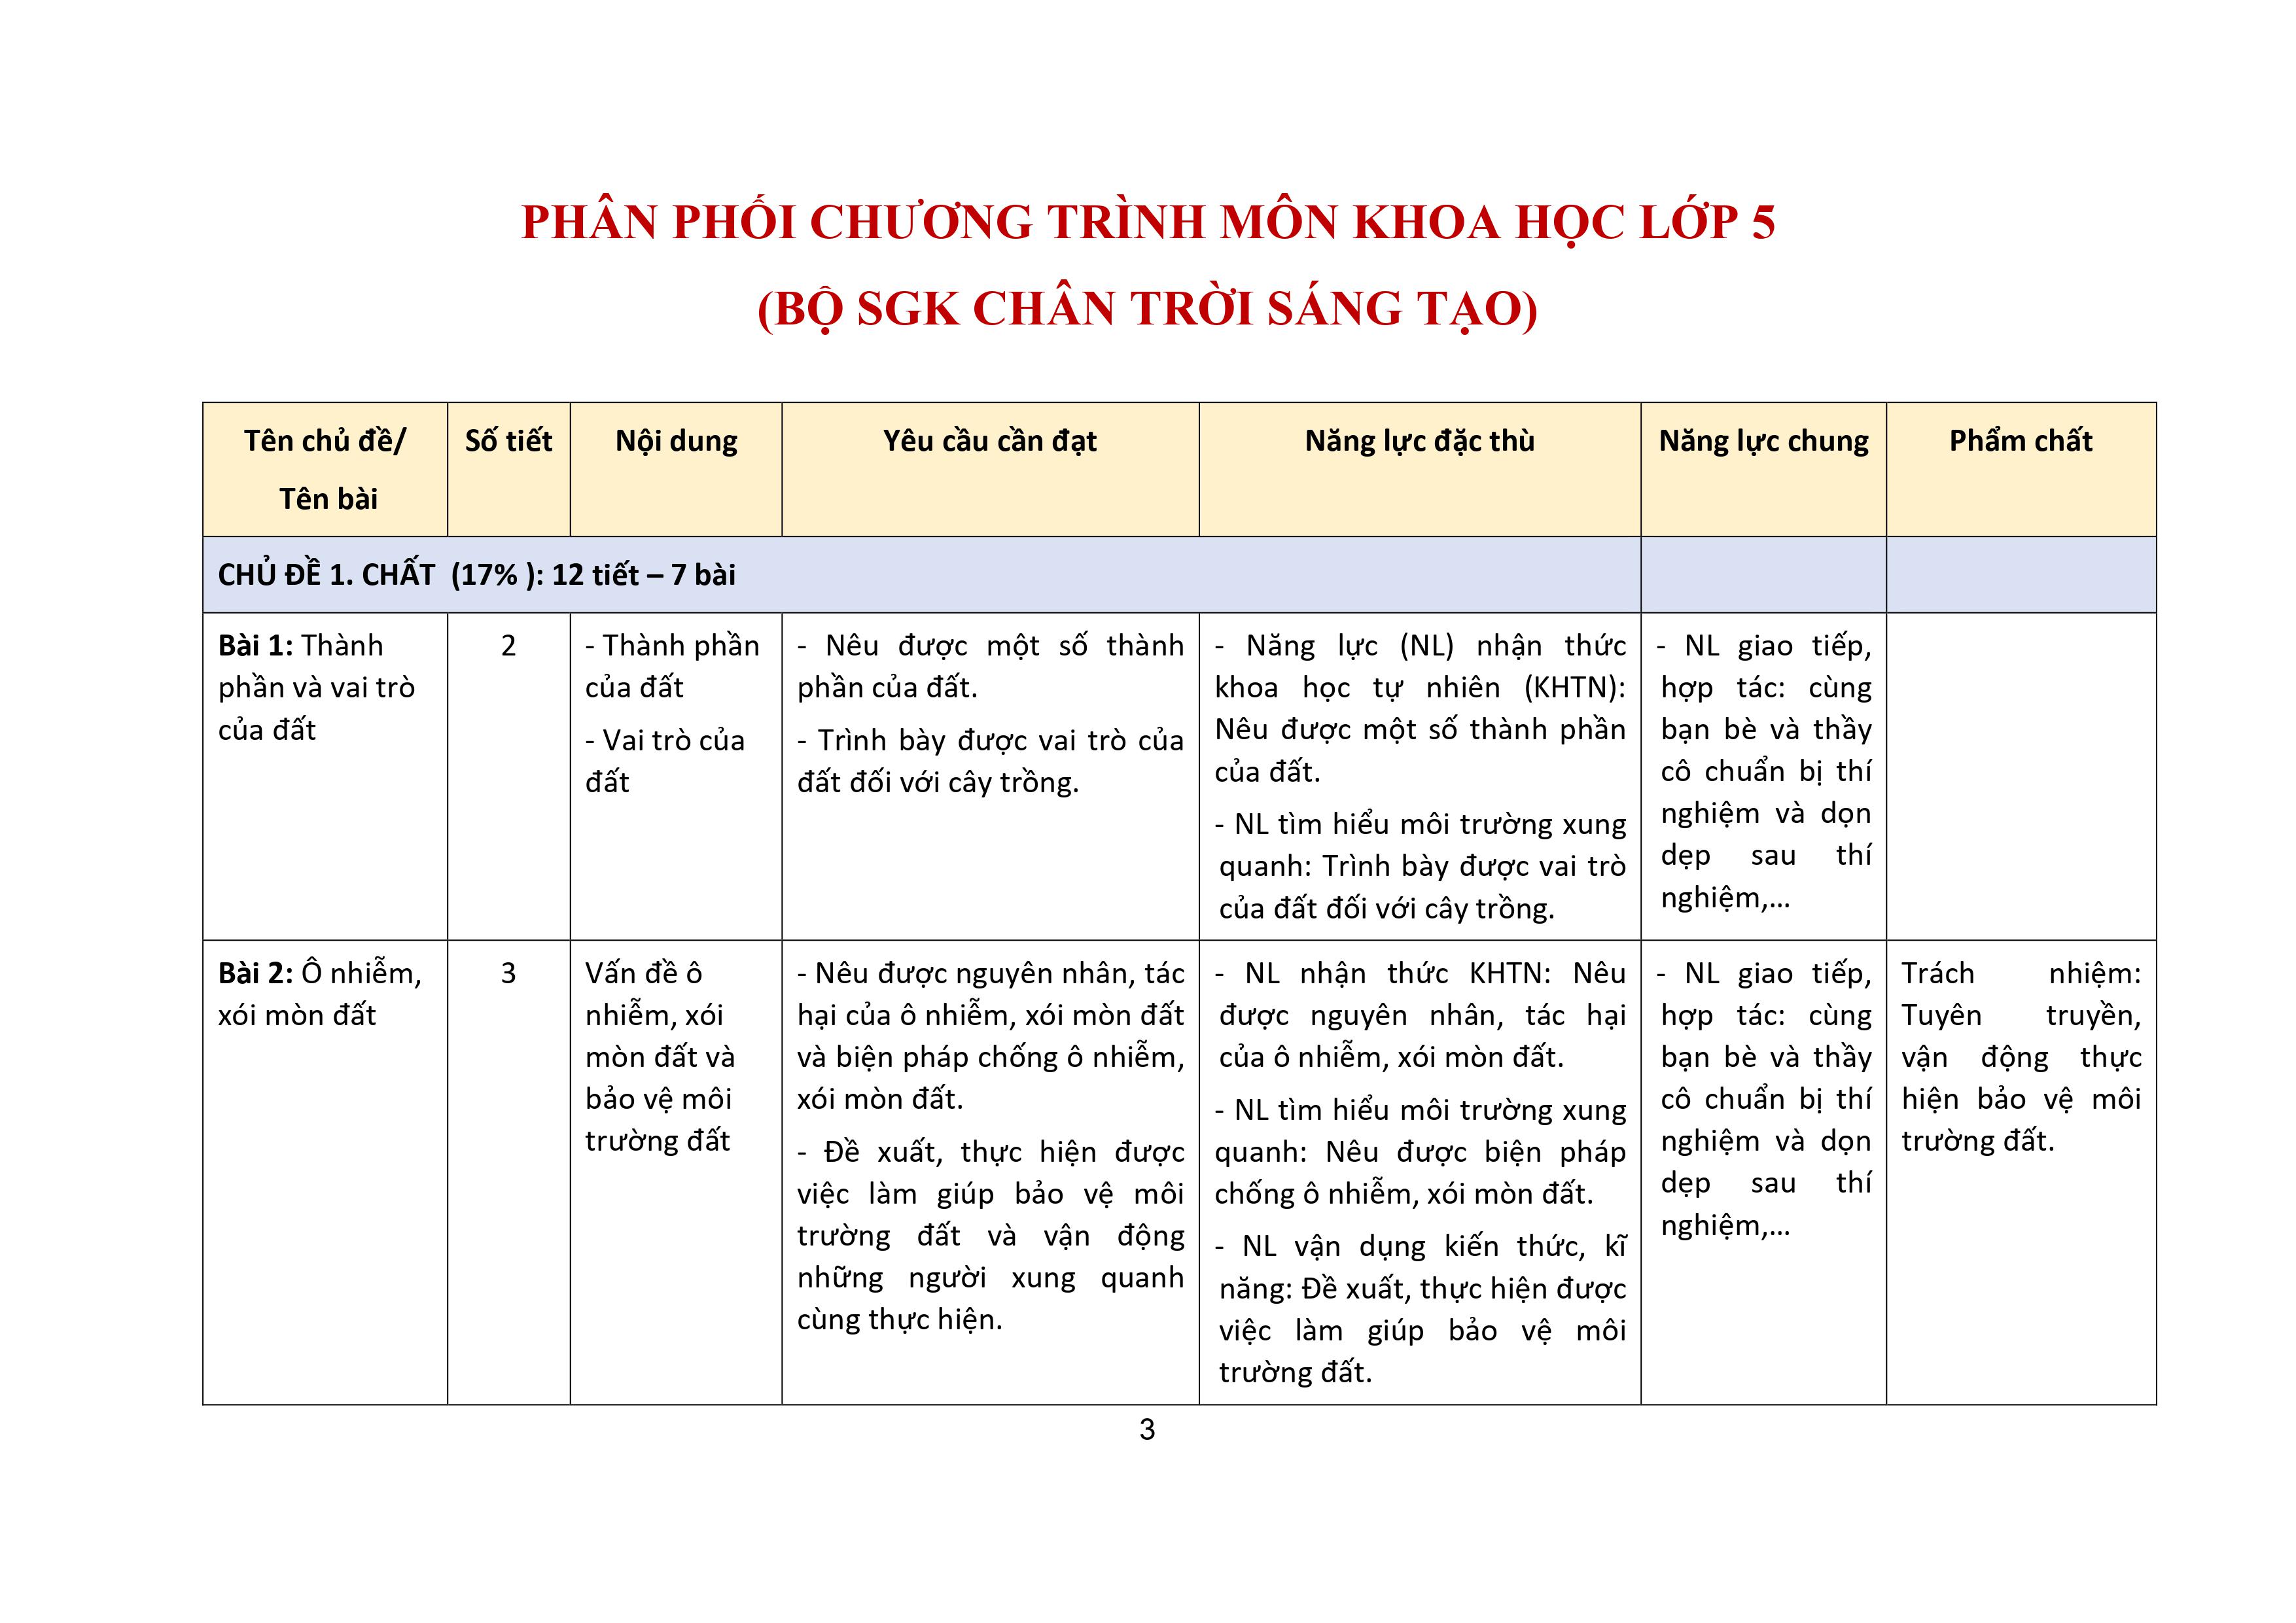 PHÂN PHỐI CHƯƠNG TRÌNH MÔN KHOA HỌC LỚP 5
(BỘ SGK CHÂN TRỜI SÁNG TẠO)
Tên chủ đề/
Tên bài
Số tiết
Nội dung
Yêu cầu cần đạt
Năng lực đặc thù
Năng lực chung
Phẩm chất
CHỦ ĐỀ 1. CHẤT (17% ): 12 tiết – 7 bài
Bài 1: Thành
phần và vai trò
của đất
2
- Thành phần
của đất
- Vai trò của
đất
- Nêu được một số thành
phần của đất.
- Trình bày được vai trò của
đất đối với cây trồng.
- Năng lực (NL) nhận thức
khoa học tự nhiên (KHTN):
Nêu được một số thành phần
của đất.
- NL tìm hiểu môi trường xung
quanh: Trình bày được vai trò
của đất đối với cây trồng.
- NL giao tiếp,
hợp tác: cùng
bạn bè và thầy
cô chuẩn bị thí
nghiệm và dọn
dẹp sau thí
nghiệm,...
Bài 2: Ô nhiễm,
xói mòn đất
3
Vấn đề ô
nhiễm, xói
mòn đất và
bảo vệ môi
trường đất
- Nêu được nguyên nhân, tác
hại của ô nhiễm, xói mòn đất
và biện pháp chống ô nhiễm,
xói mòn đất.
- Đề xuất, thực hiện được
việc làm giúp bảo vệ môi
trường đất và vận động
những người xung quanh
cùng thực hiện.
- NL nhận thức KHTN: Nêu
được nguyên nhân, tác hại
của ô nhiễm, xói mòn đất.
- NL tìm hiểu môi trường xung
quanh: Nêu được biện pháp
chống ô nhiễm, xói mòn đất.
- NL vận dụng kiến thức, kĩ
năng: Đề xuất, thực hiện được
việc làm giúp bảo vệ môi
trường đất.
- NL giao tiếp,
hợp tác: cùng
bạn bè và thầy
cô chuẩn bị thí
nghiệm và dọn
dẹp sau thí
nghiệm,...
Trách nhiệm:
Tuyên truyền,
vận động thực
hiện bảo vệ môi
trường đất.
3